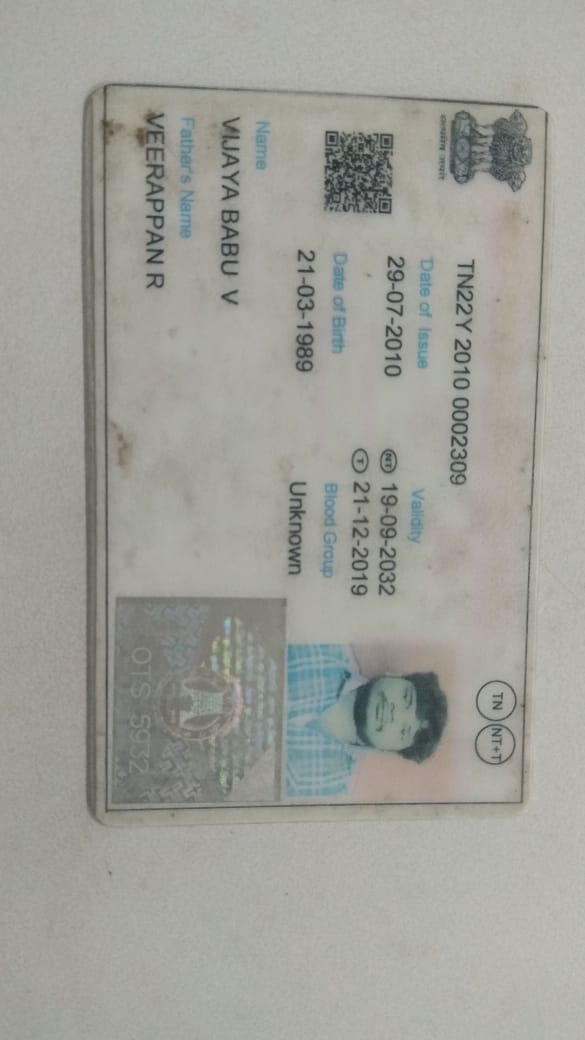 TN22Y 2010 0002309
TN NT+T
Date of Issue
29-07-2010
Validity
NT 19-09-2032
T 21-12-2019
Date of Birth
21-03-1989
Blood Group
Unknown
Name
VIJAYA BABU V
Father's Name
VEERAPPAN R
OTS 5932